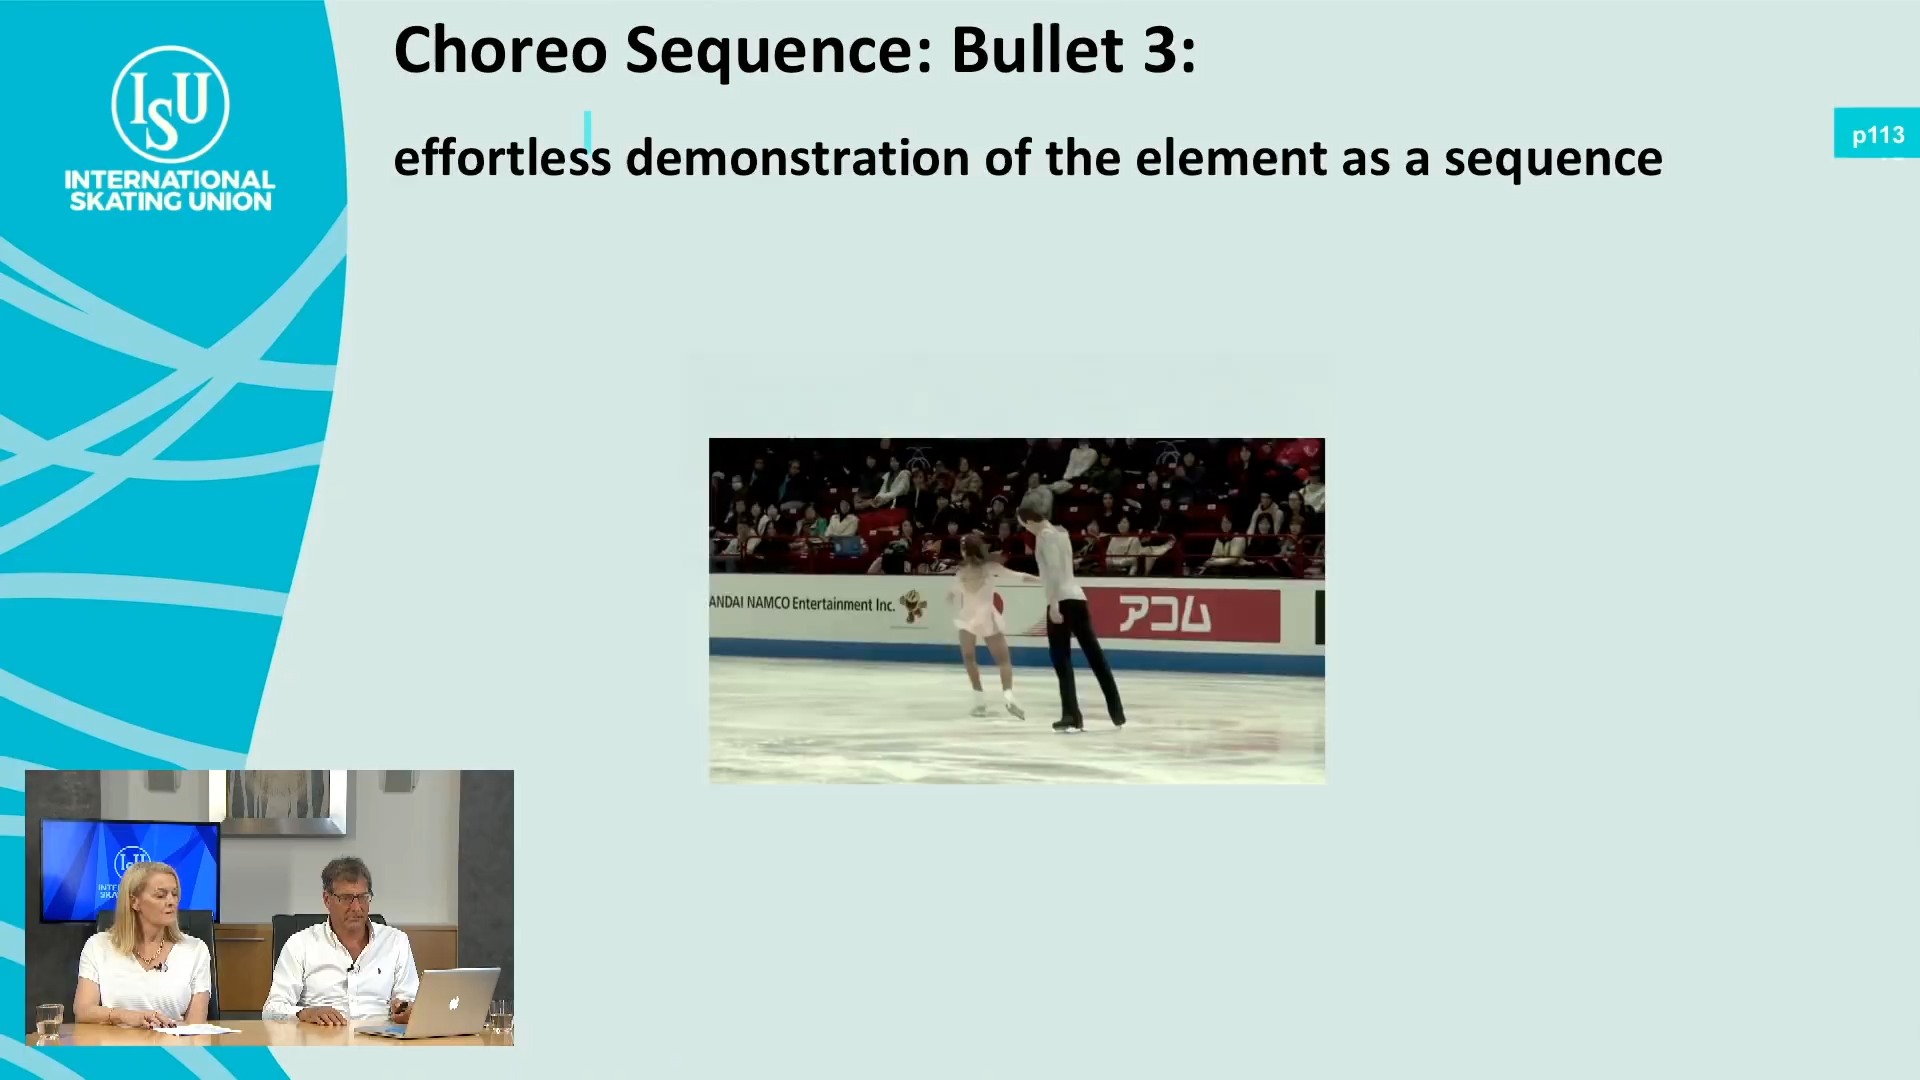 Choreo Sequence: Bullet 3:
effortless demonstration of the element as a sequence
p113
ISU
INTERNATIONAL
SKATING UNION
ANDAI NAMCO Entertainment Inc.
アコム
ISU